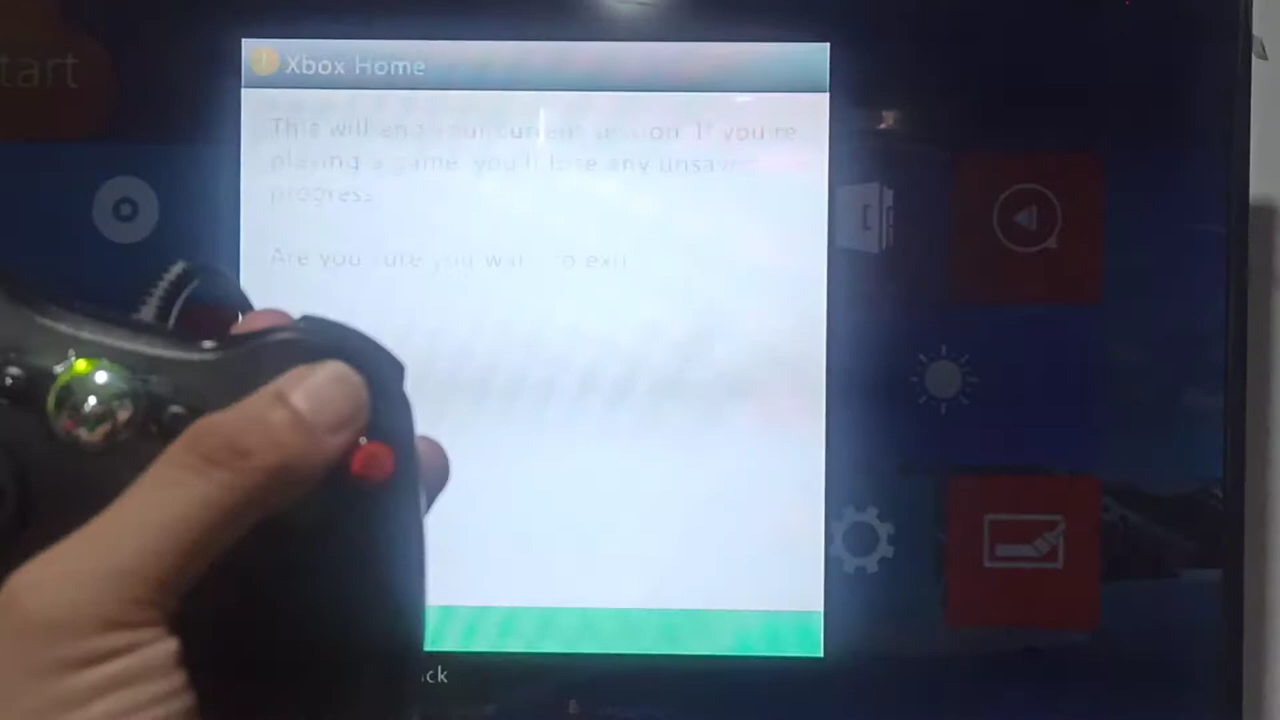 tart
Xbox Home
This will end your current session. If you're
playing a game, you'll lose any unsaved
progress.
Are you sure you want to exit
ck